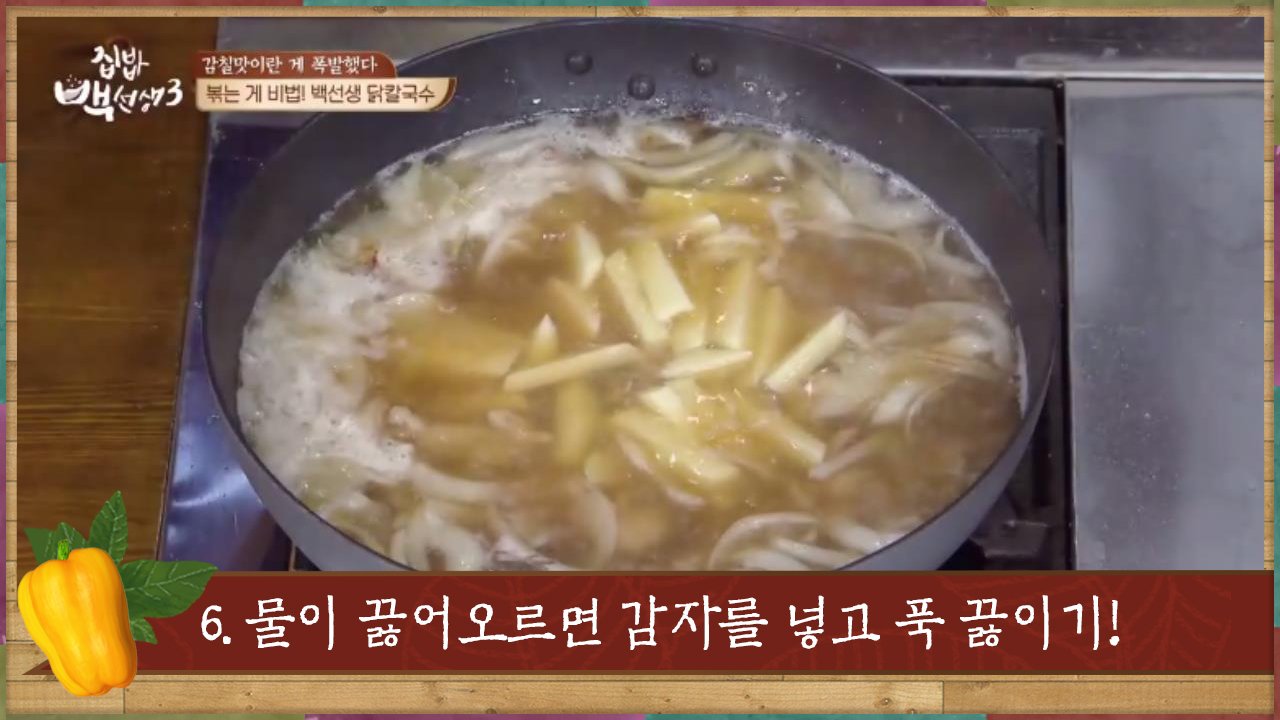 집밥
백선생3
감칠맛이란 게 폭발했다
볶는 게 비법! 백선생 닭칼국수
6. 물이 끓어오르면 감자를 넣고 푹 끓이기!